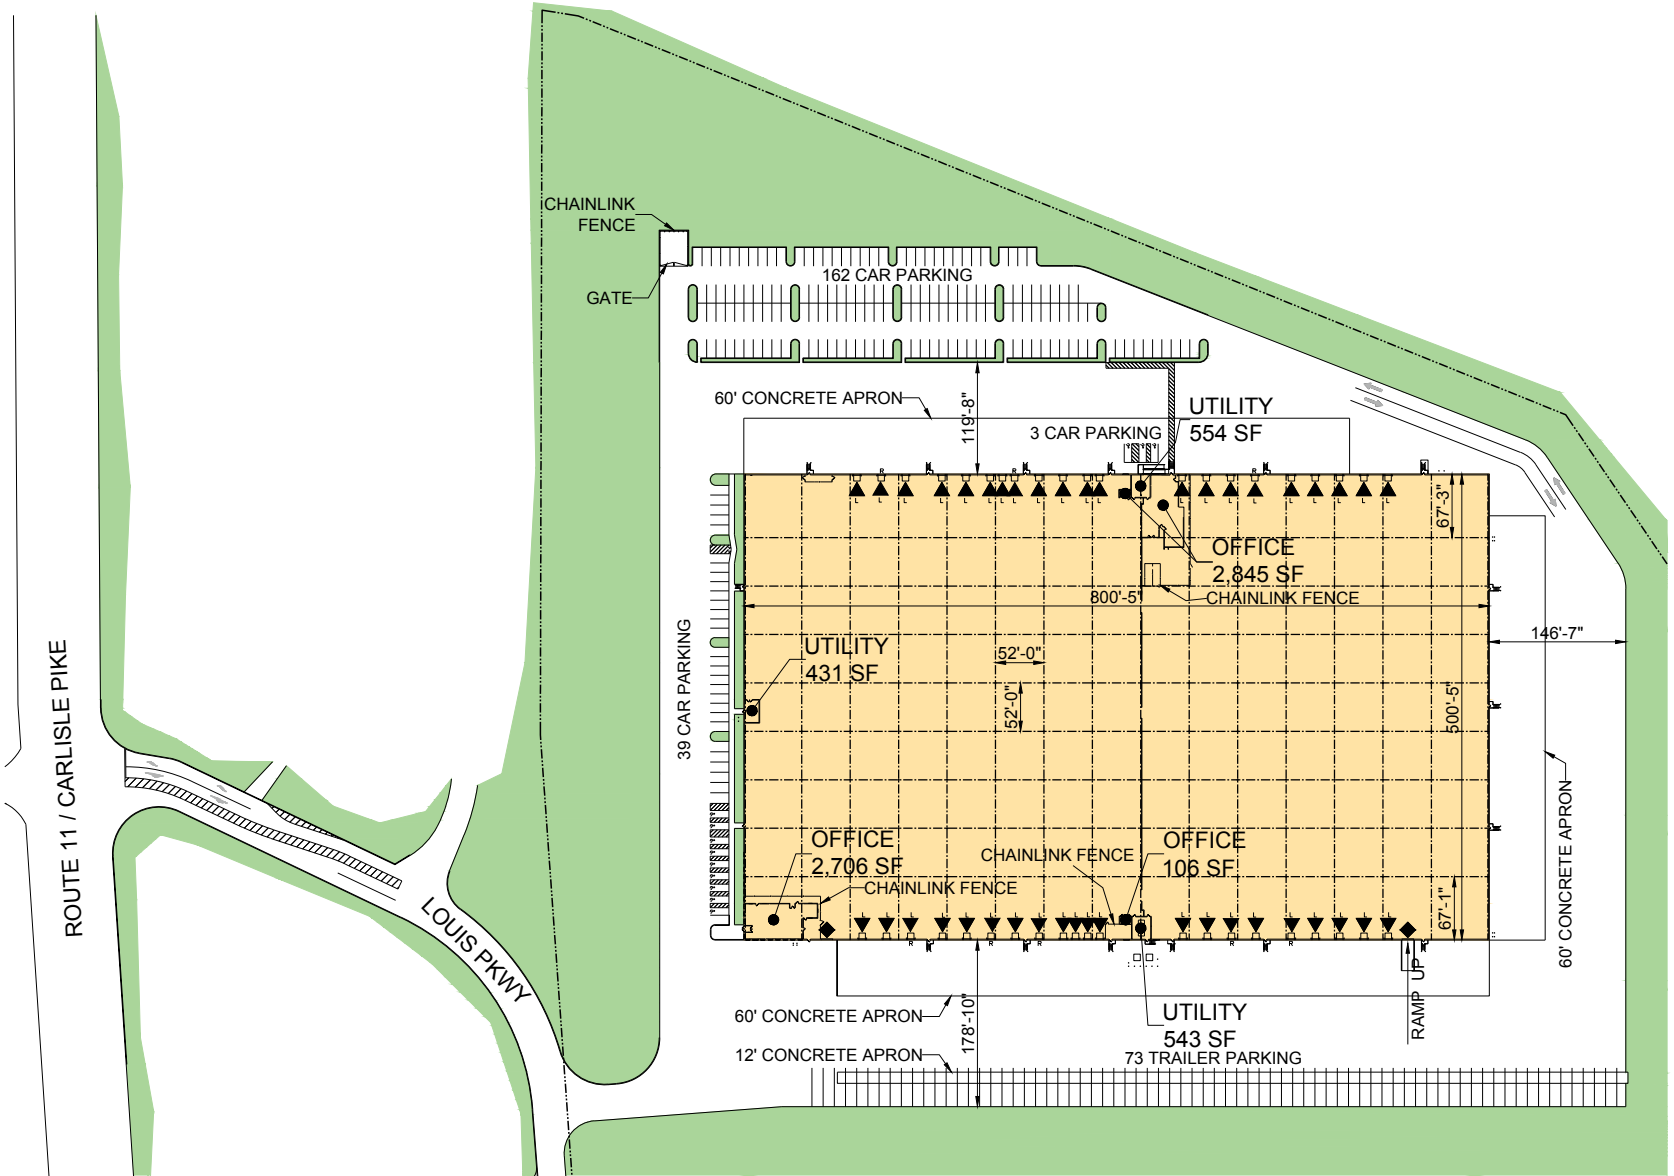 CHAINLINK
FENCE
GATE
162 CAR PARKING
60' CONCRETE APRON
119'-8"
3 CAR PARKING
UTILITY
554 SF
67'-3"
OFFICE
2,845 SF
CHAINLINK FENCE
800'-5"
146'-7"
39 CAR PARKING
UTILITY
431 SF
52'-0"
52'-0"
500'-5"
ROUTE 11 / CARLISLE PIKE
60' CONCRETE APRON
OFFICE
2,706 SF
CHAINLINK FENCE
CHAINLINK FENCE
OFFICE
106 SF
67'-1"
LOUIS PKWY
60' CONCRETE APRON
178'-10"
UTILITY
543 SF
RAMP UP
12' CONCRETE APRON
73 TRAILER PARKING